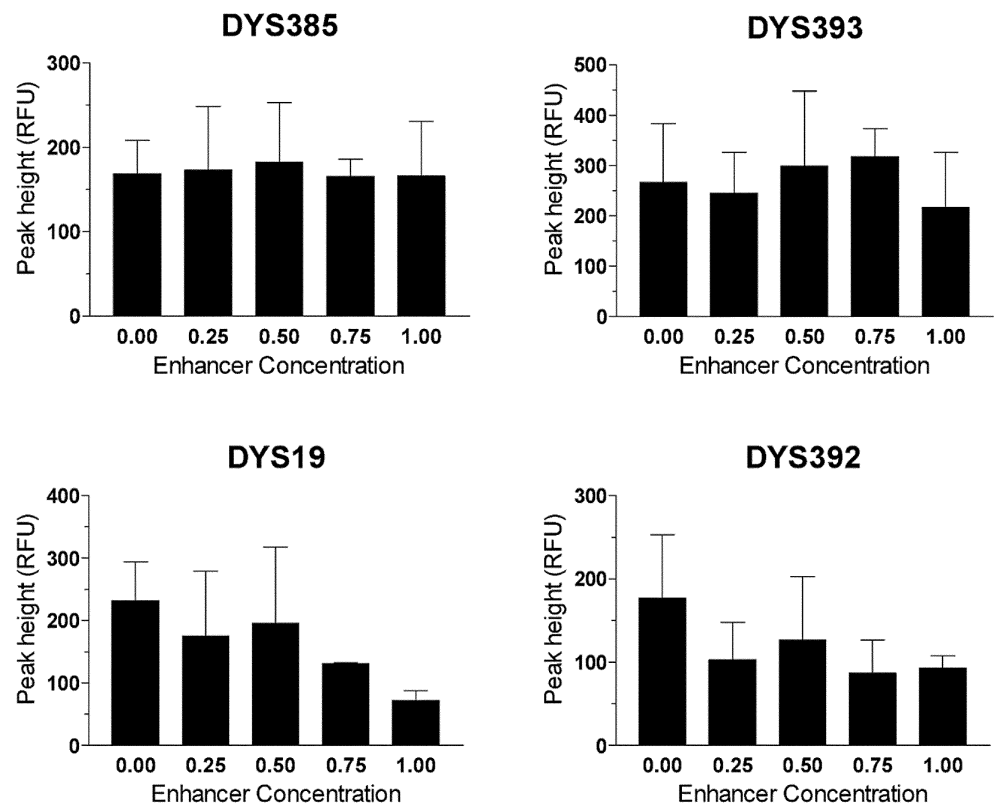 DYS385
Peak height (RFU)
300
200
100
0
0.00 0.25 0.50 0.75 1.00
Enhancer Concentration
DYS393
Peak height (RFU)
500
400
300
200
100
0
0.00 0.25 0.50 0.75 1.00
Enhancer Concentration
DYS19
Peak height (RFU)
400
300
200
100
0
0.00 0.25 0.50 0.75 1.00
Enhancer Concentration
DYS392
Peak height (RFU)
300
200
100
0
0.00 0.25 0.50 0.75 1.00
Enhancer Concentration